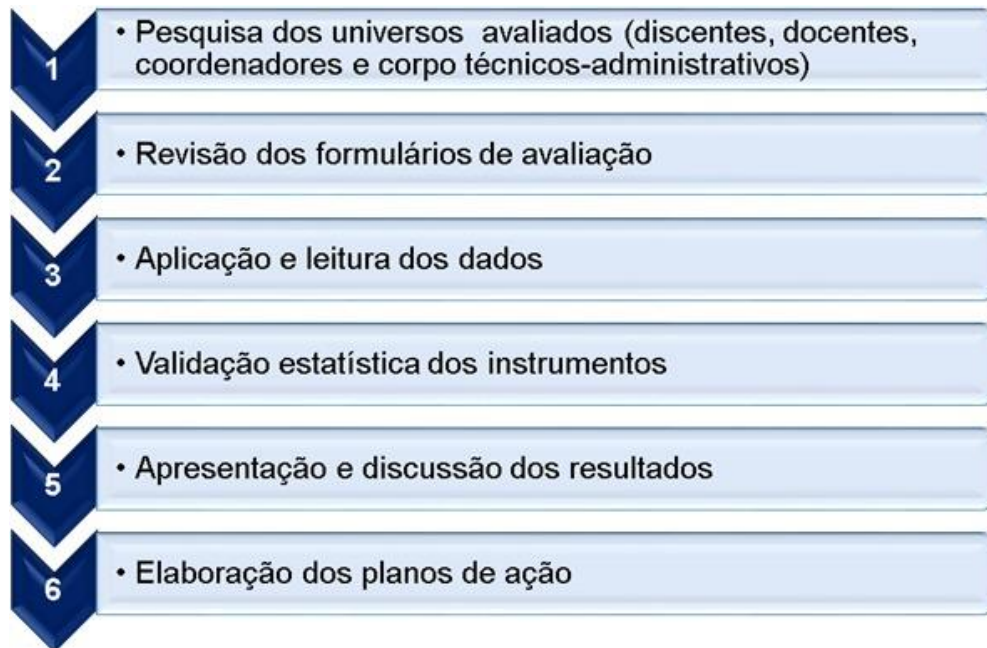 1
• Pesquisa dos universos avaliados (discentes, docentes,
coordenadores e corpo técnicos-administrativos)
2
• Revisão dos formulários de avaliação
3
• Aplicação e leitura dos dados
4
• Validação estatística dos instrumentos
5
• Apresentação e discussão dos resultados
6
• Elaboração dos planos de ação